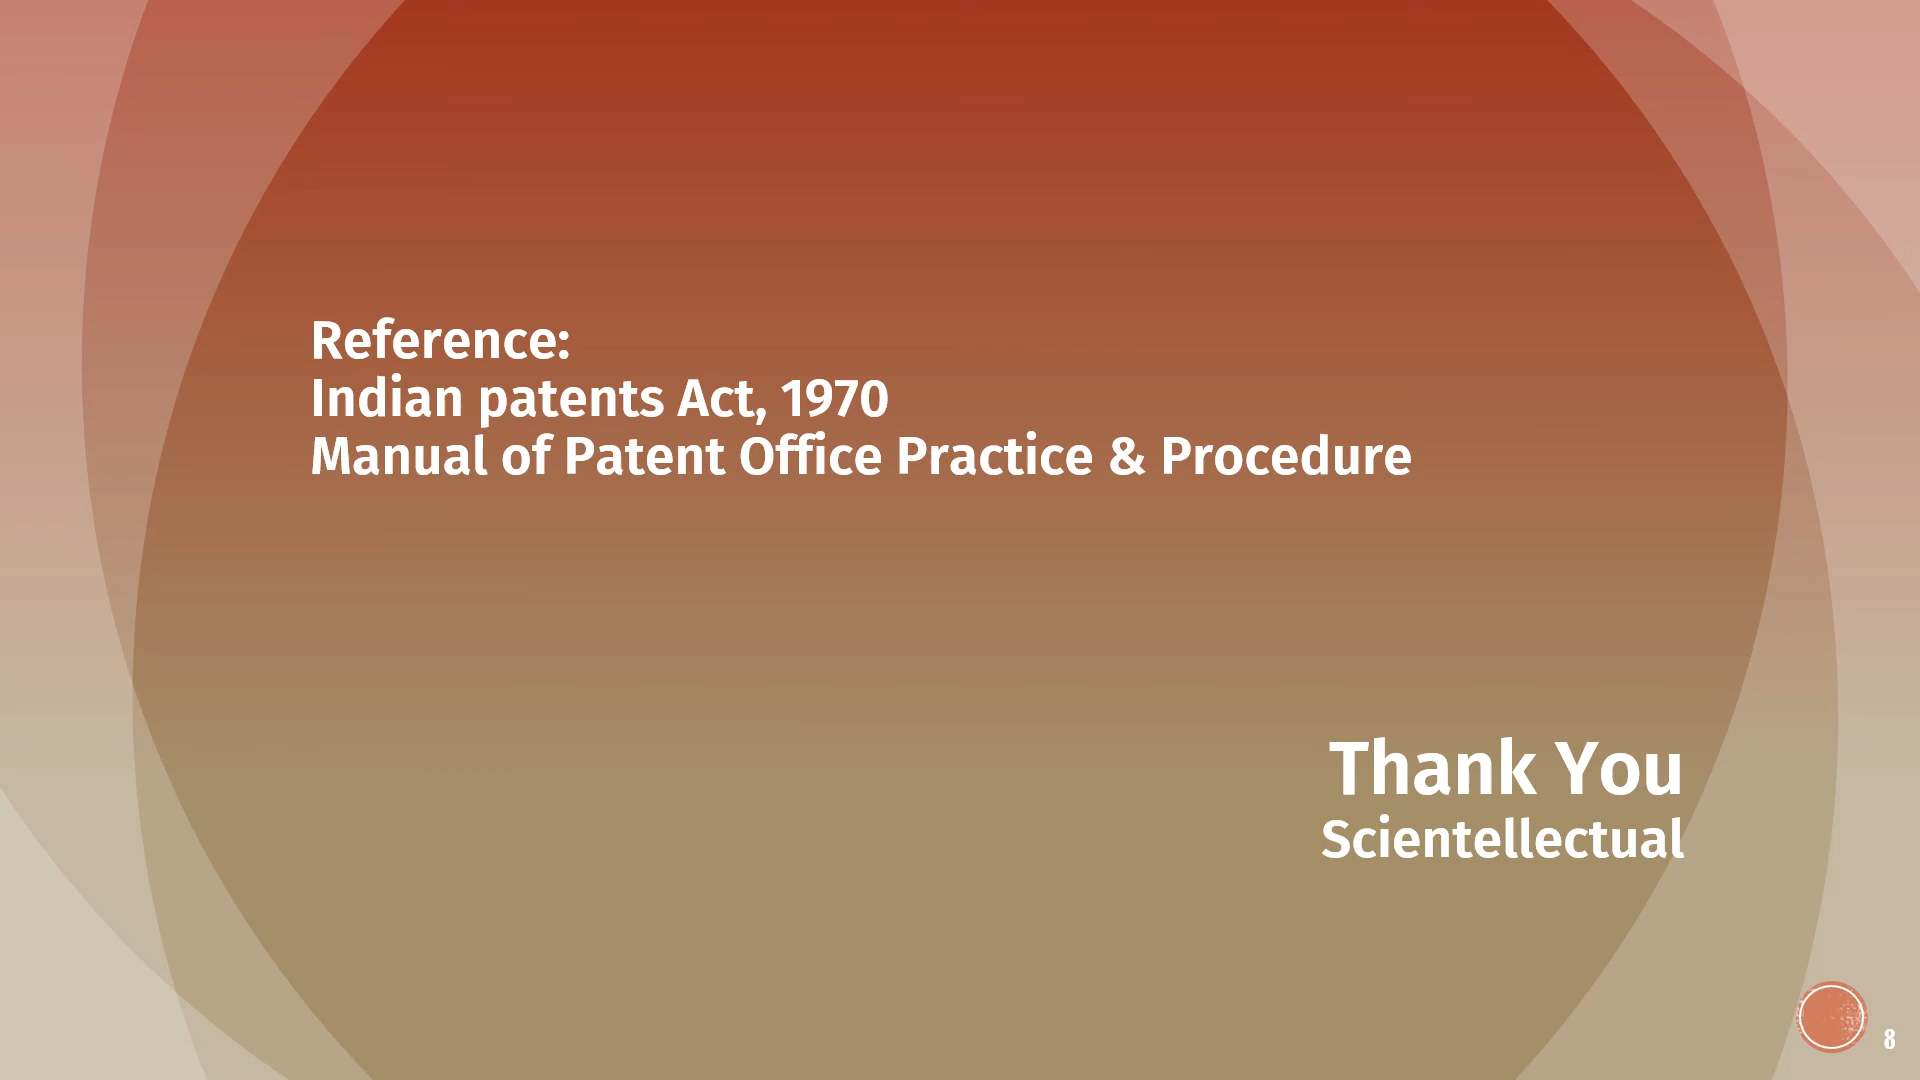 Reference:
Indian patents Act, 1970
Manual of Patent Office Practice & Procedure
Thank You
Scientellectual
8